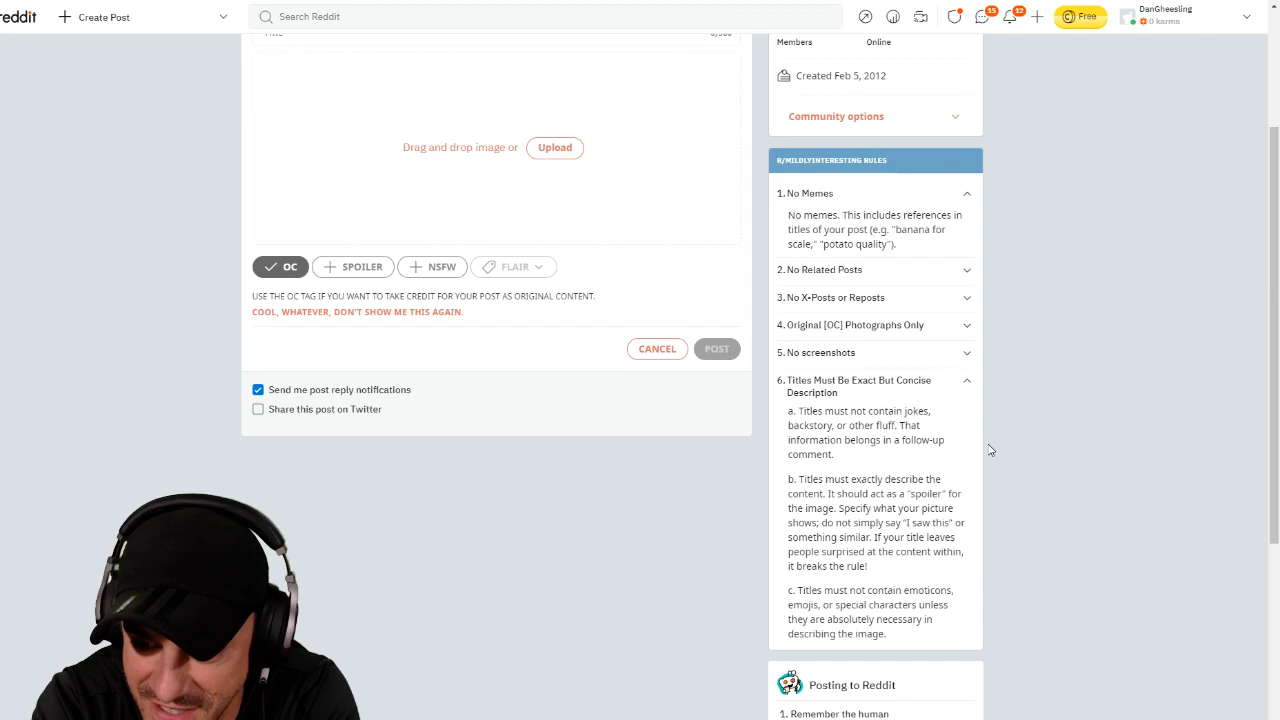 reddit
Create Post
Search Reddit
15
12
Free
DanGheesling
0 karma
Members
Online
Created Feb 5, 2012
Community options
Drag and drop image or
Upload
OC
SPOILER
NSFW
FLAIR
USE THE OC TAG IF YOU WANT TO TAKE CREDIT FOR YOUR POST AS ORIGINAL CONTENT.
COOL, WHATEVER, DON'T SHOW ME THIS AGAIN.
CANCEL
POST
Send me post reply notifications
Share this post on Twitter
R/MILDLYINTERESTING RULES
1. No Memes
No memes. This includes references in
titles of your post (e.g. "banana for
scale," "potato quality").
2. No Related Posts
3. No X-Posts or Reposts
4. Original [OC] Photographs Only
5. No screenshots
6. Titles Must Be Exact But Concise
Description
a. Titles must not contain jokes,
backstory, or other fluff. That
information belongs in a follow-up
comment.
b. Titles must exactly describe the
content. It should act as a "spoiler" for
the image. Specify what your picture
shows; do not simply say "I saw this" or
something similar. If your title leaves
people surprised at the content within,
it breaks the rule!
c. Titles must not contain emoticons,
emojis, or special characters unless
they are absolutely necessary in
describing the image.
Posting to Reddit
1. Remember the human